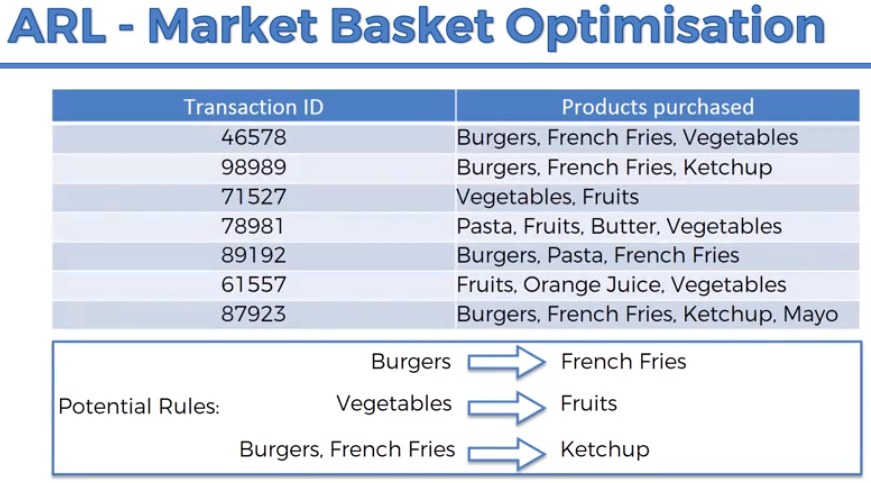 ARL - Market Basket Optimisation
Transaction ID Products purchased
46578 Burgers, French Fries, Vegetables
98989 Burgers, French Fries, Ketchup
71527 Vegetables, Fruits
78981 Pasta, Fruits, Butter, Vegetables
89192 Burgers, Pasta, French Fries
61557 Fruits, Orange Juice, Vegetables
87923 Burgers, French Fries, Ketchup, Mayo
Burgers French Fries
Potential Rules: Vegetables Fruits
Burgers, French Fries Ketchup